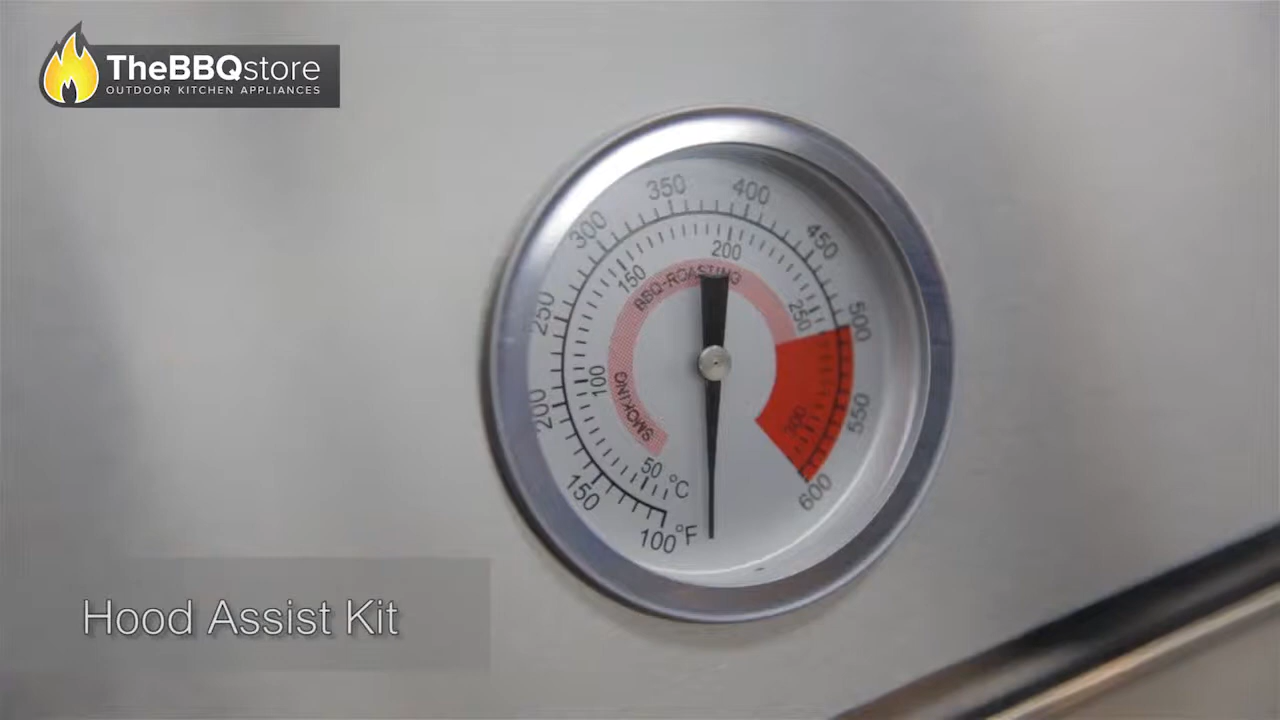 TheBBQstore
OUTDOOR KITCHEN APPLIANCES
350
400
300
450
200
150
BBQ-ROASTING
250
250
500
100
SMOKING
200
300
550
50 °C
150
600
100 °F
Hood Assist Kit